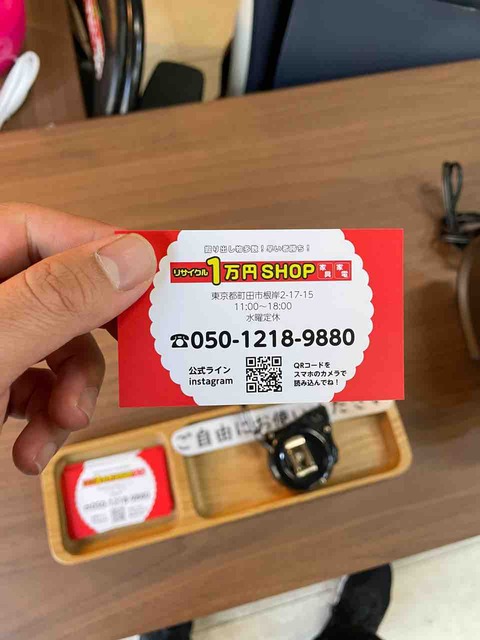 掘り出し物多数！早い者勝ち！
リサイクル1万円SHOP家具家電
東京都町田市根岸2-17-15
11:00〜18:00
水曜定休
☎050-1218-9880
公式ライン
instagram
QRコードを
スマホのカメラで
読み込んでね！
ご自由にお使いください
050-1218-9880